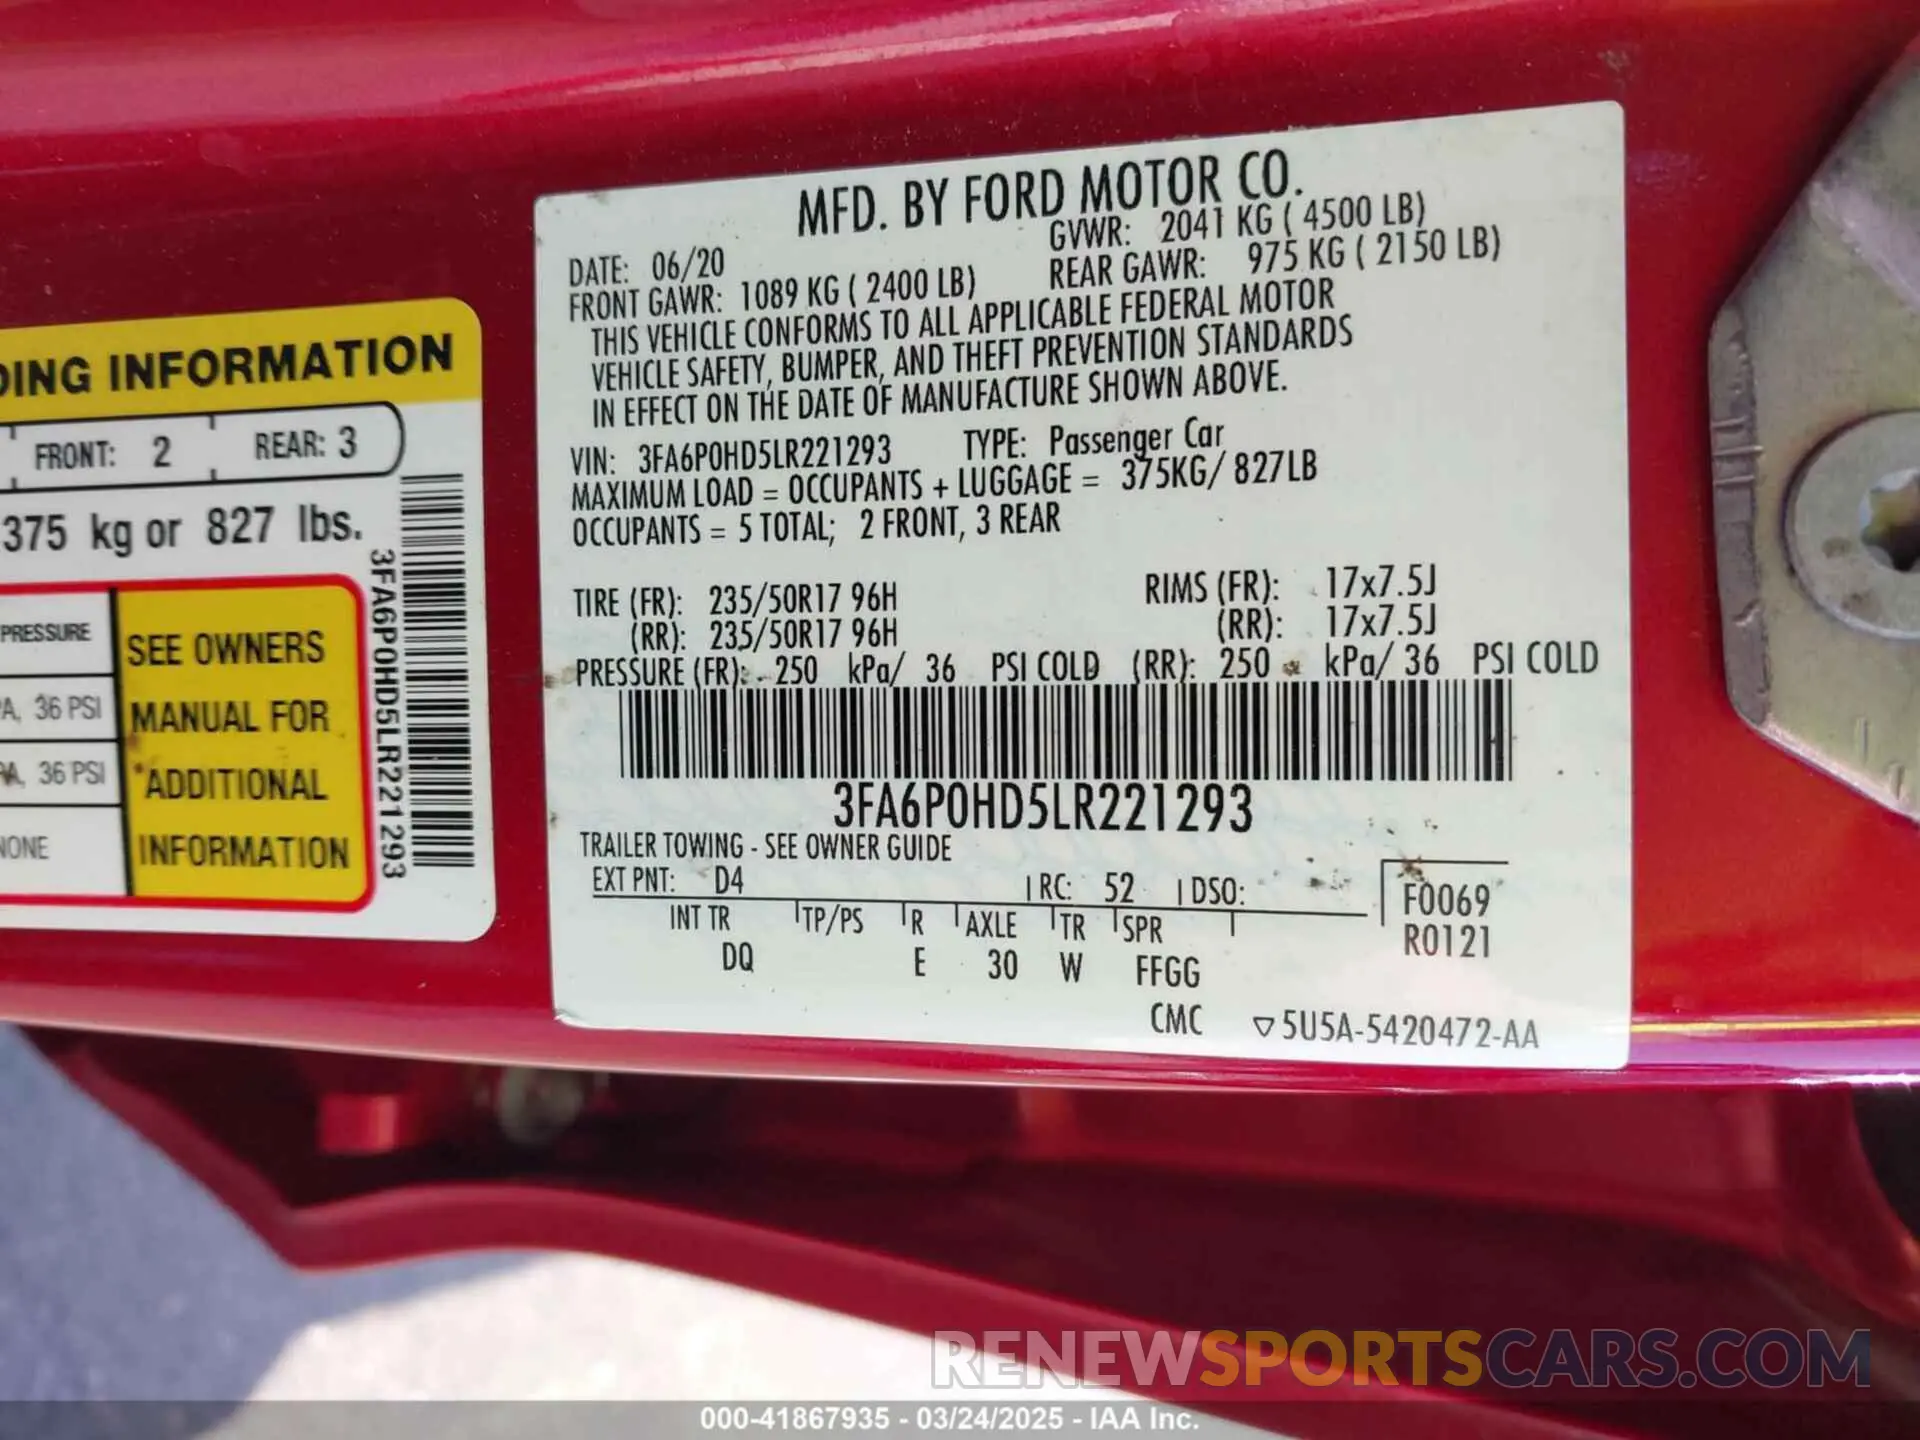 DING INFORMATION
FRONT: 2 REAR: 3
375 kg or 827 lbs.
PRESSURE
36 PSI
36 PSI
NONE
SEE OWNERS
MANUAL FOR
ADDITIONAL
INFORMATION
3FA6P0HD5LR221293
MFD. BY FORD MOTOR CO.
DATE: 06/20 GVWR: 2041 KG ( 4500 LB)
FRONT GAWR: 1089 KG ( 2400 LB) REAR GAWR: 975 KG ( 2150 LB)
THIS VEHICLE CONFORMS TO ALL APPLICABLE FEDERAL MOTOR
VEHICLE SAFETY, BUMPER, AND THEFT PREVENTION STANDARDS
IN EFFECT ON THE DATE OF MANUFACTURE SHOWN ABOVE.
VIN: 3FA6P0HD5LR221293 TYPE: Passenger Car
MAXIMUM LOAD = OCCUPANTS + LUGGAGE = 375KG/ 827LB
OCCUPANTS = 5 TOTAL; 2 FRONT, 3 REAR
TIRE (FR): 235/50R17 96H RIMS (FR): 17x7.5J
(RR): 235/50R17 96H (RR): 17x7.5J
PRESSURE (FR): 250 kPa/ 36 PSI COLD (RR): 250 kPa/ 36 PSI COLD
3FA6P0HD5LR221293
TRAILER TOWING - SEE OWNER GUIDE
EXT PNT: D4 RC: 52 DSO: F0069
INT TR TP/PS R AXLE TR SPR R0121
DQ E 30 W FFGG
CMC ▽5U5A-5420472-AA
RENEWSPORTSCARS.COM
000-41867935 - 03/24/2025 - IAA Inc.